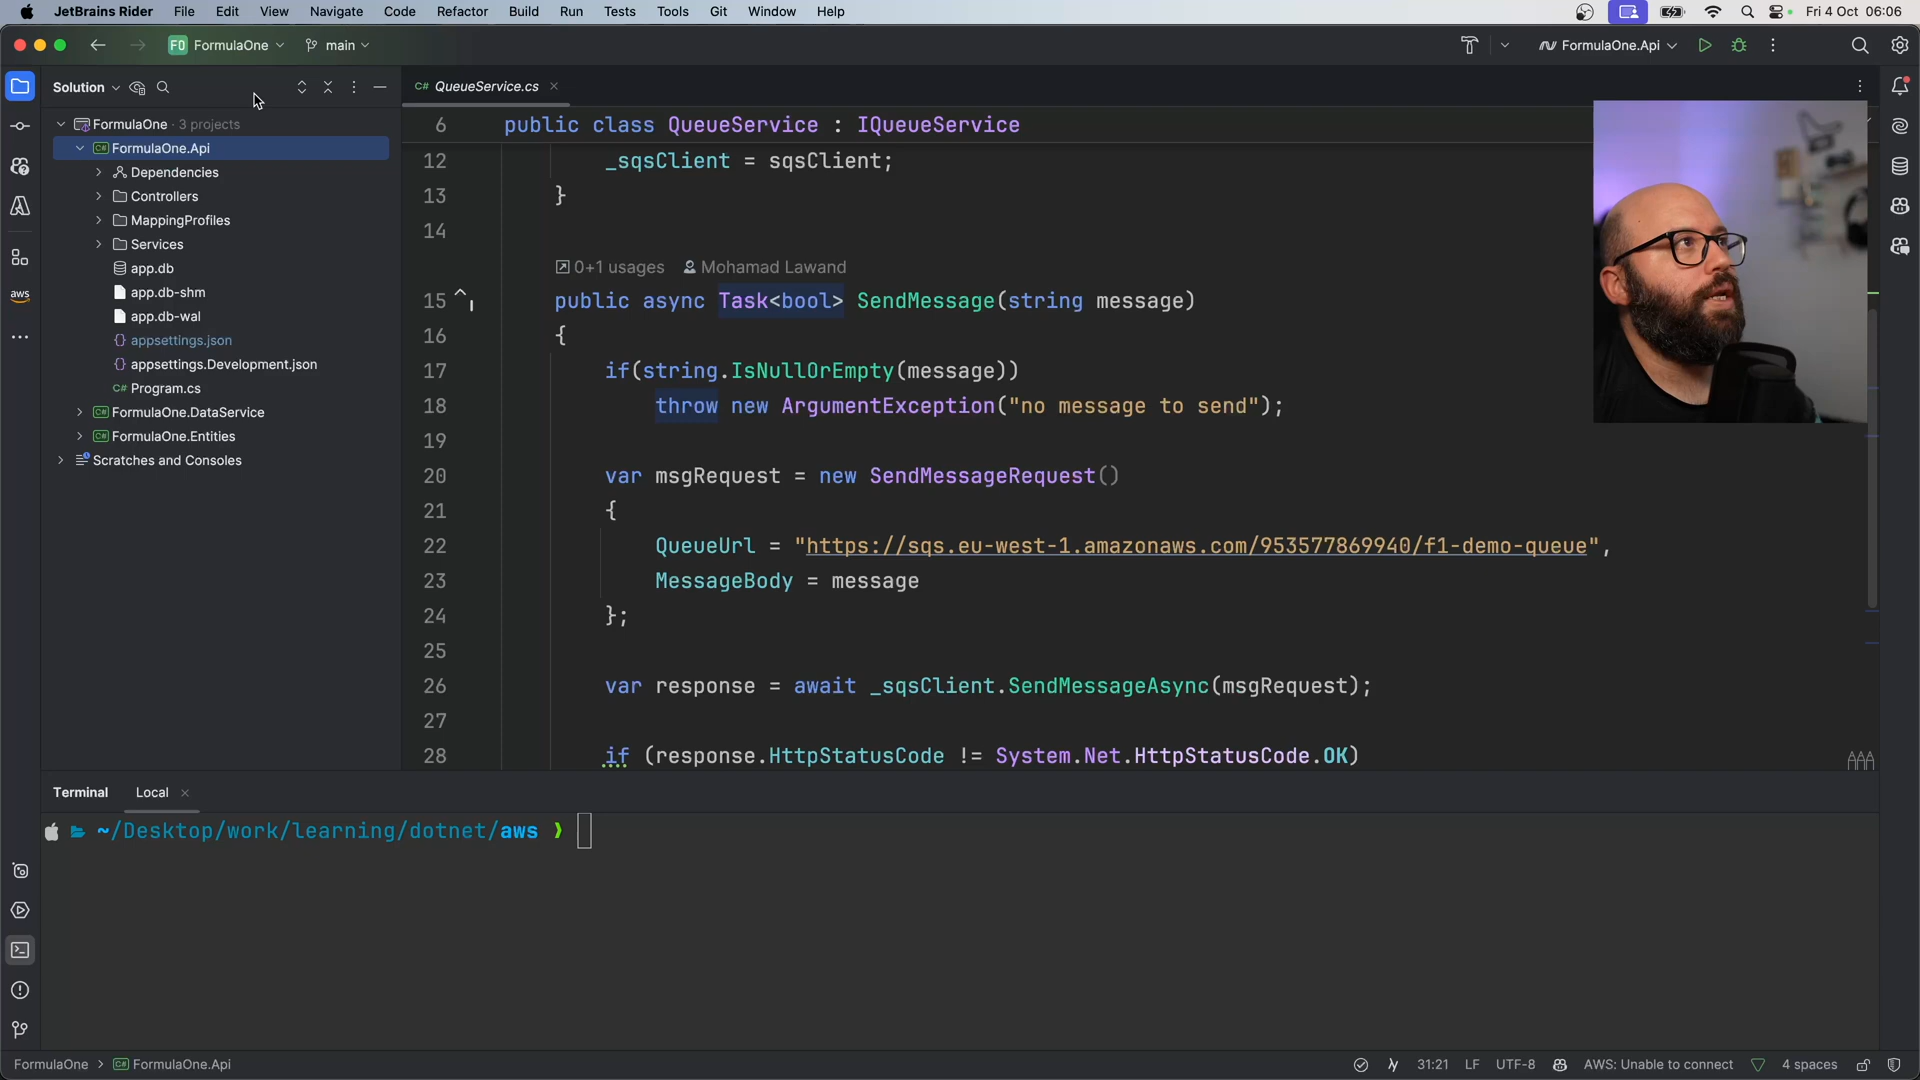 JetBrains Rider File Edit View Navigate Code Refactor Build Run Tests Tools Git Window Help Fri 4 Oct 06:06
FO FormulaOne main FormulaOne.Api
Solution
FormulaOne · 3 projects
FormulaOne.Api
Dependencies
Controllers
MappingProfiles
Services
app.db
app.db-shm
app.db-wal
{} appsettings.json
{} appsettings.Development.json
C# Program.cs
C# FormulaOne.DataService
C# FormulaOne.Entities
Scratches and Consoles
aws
C# QueueService.cs
6 public class QueueService : IQueueService
12 _sqsClient = sqsClient;
13 }
14
0+1 usages Mohamad Lawand
15 public async Task<bool> SendMessage(string message)
16 {
17 if(string.IsNullOrEmpty(message))
18 throw new ArgumentException("no message to send");
19
20 var msgRequest = new SendMessageRequest()
21 {
22 QueueUrl = "https://sqs.eu-west-1.amazonaws.com/953577869940/f1-demo-queue",
23 MessageBody = message
24 };
25
26 var response = await _sqsClient.SendMessageAsync(msgRequest);
27
28 if (response.HttpStatusCode != System.Net.HttpStatusCode.OK)
Terminal Local
~/Desktop/work/learning/dotnet/aws ❯
FormulaOne > C# FormulaOne.Api 31:21 LF UTF-8 AWS: Unable to connect 4 spaces